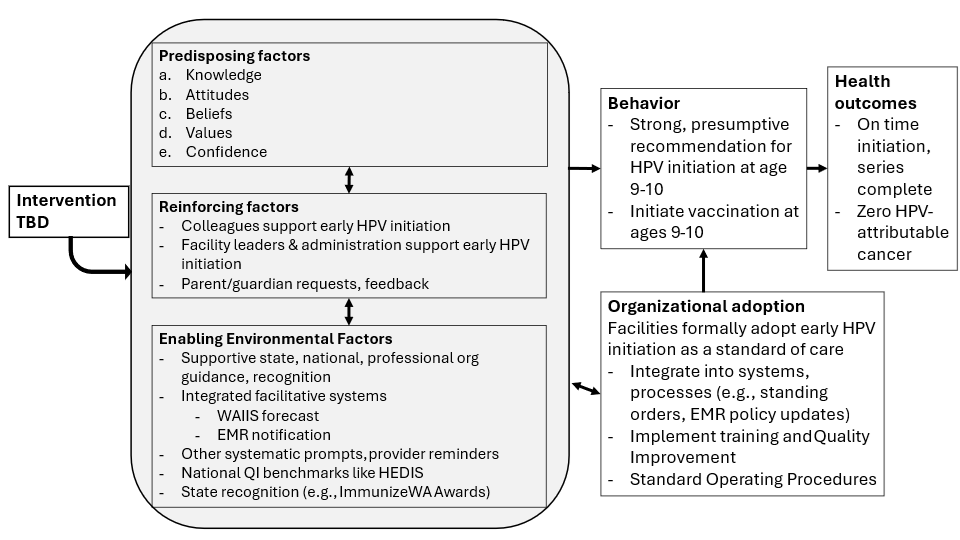 Intervention
TBD
Predisposing factors
a. Knowledge
b. Attitudes
c. Beliefs
d. Values
e. Confidence
Reinforcing factors
- Colleagues support early HPV initiation
- Facility leaders & administration support early HPV
initiation
- Parent/guardian requests, feedback
Enabling Environmental Factors
- Supportive state, national, professional org
guidance, recognition
- Integrated facilitative systems
- WAIIS forecast
- EMR notification
- Other systematic prompts, provider reminders
- National QI benchmarks like HEDIS
- State recognition (e.g., ImmunizeWA Awards)
Behavior
- Strong, presumptive
recommendation for
HPV initiation at age
9-10
- Initiate vaccination at
ages 9-10
Organizational adoption
Facilities formally adopt early HPV
initiation as a standard of care
- Integrate into systems,
processes (e.g., standing
orders, EMR policy updates)
- Implement training and Quality
Improvement
- Standard Operating Procedures
Health
outcomes
- On time
initiation,
series
complete
- Zero HPV-
attributable
cancer